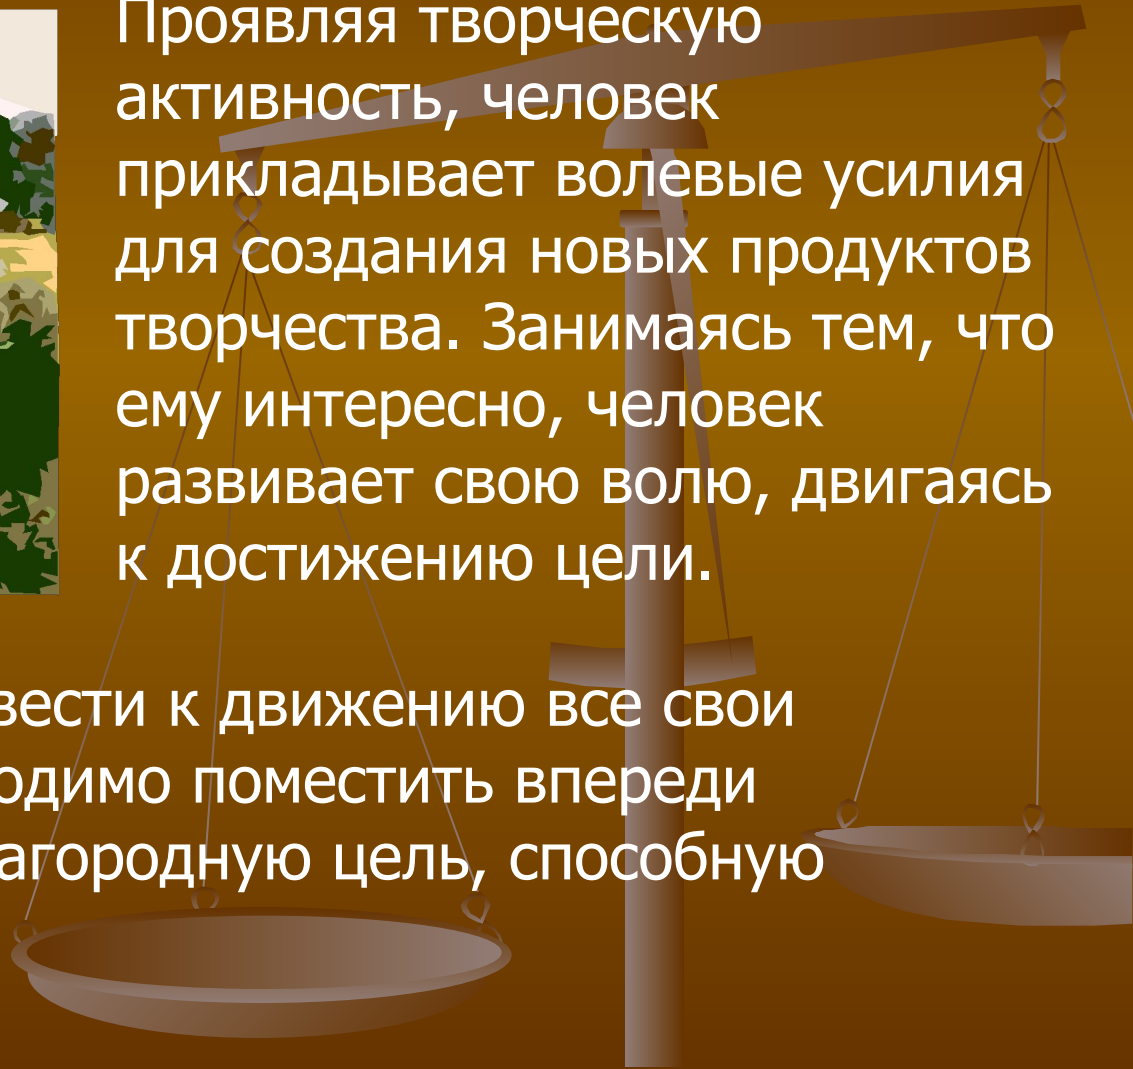 Проявляя творческую
активность, человек
прикладывает волевые усилия
для создания новых продуктов
творчества. Занимаясь тем, что
ему интересно, человек
развивает свою волю, двигаясь
к достижению цели.
вести к движению все свои
одимо поместить впереди
агородную цель, способную